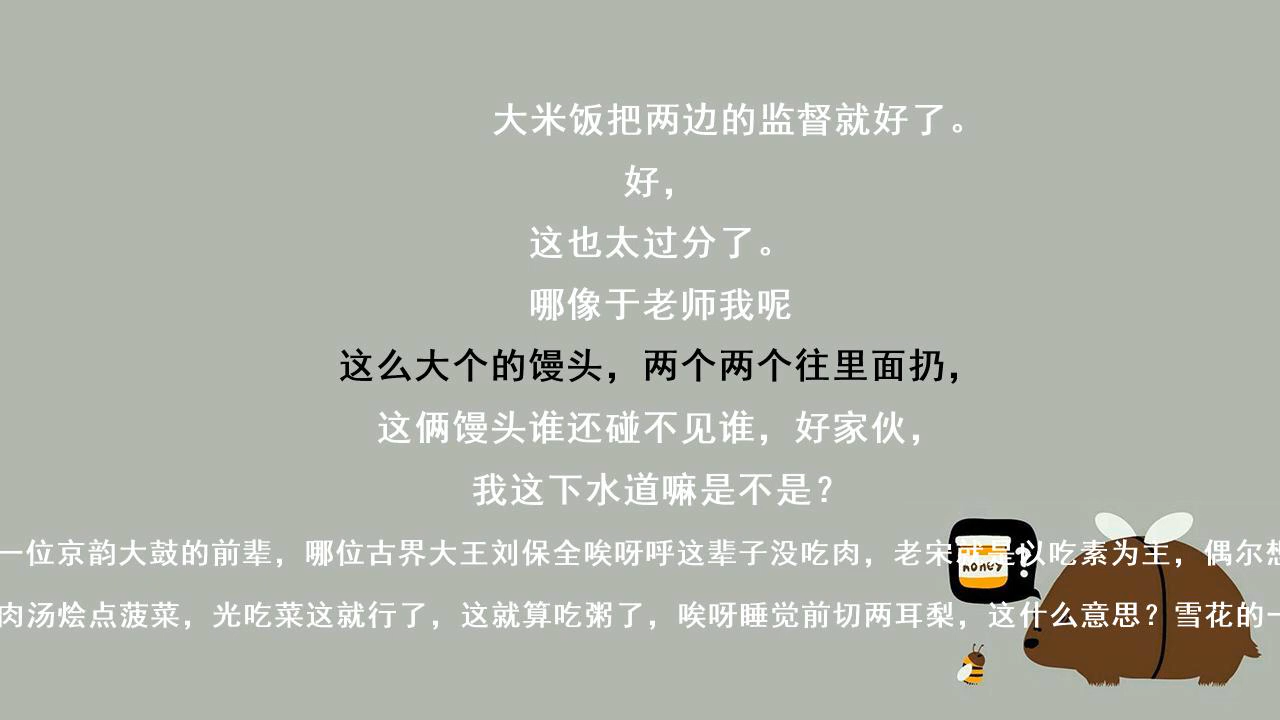 大米饭把两边的监督就好了。
好，
这也太过分了。
哪像于老师我呢
这么大个的馒头，两个两个往里面扔，
这俩馒头谁还碰不见谁，好家伙，
我这下水道嘛是不是？
一位京韵大鼓的前辈，哪位古界大王刘保全唉呀呼这辈子没吃肉，老宋就是以吃素为主，偶尔想
肉汤烩点菠菜，光吃菜这就行了，这就算吃粥了，唉呀睡觉前切两耳梨，这什么意思？雪花的一
honey
?